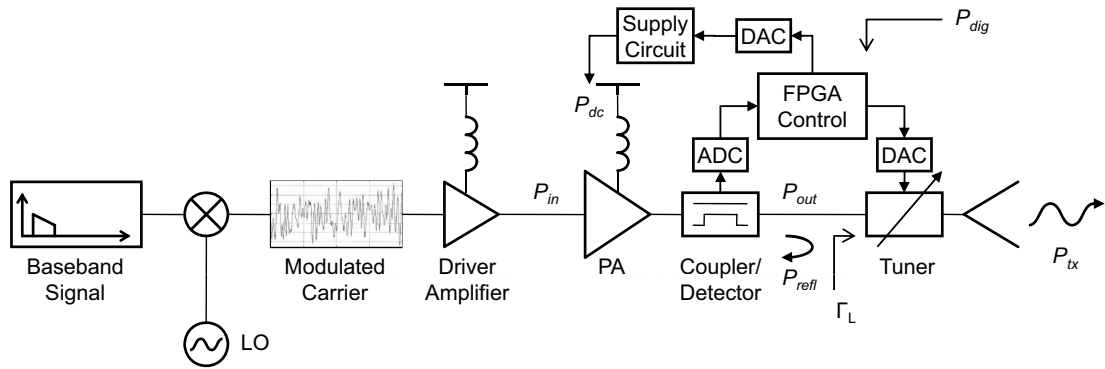 Supply
Circuit
DAC
P_dig
P_dc
FPGA
Control
ADC
DAC
P_in
P_out
Baseband
Signal
Modulated
Carrier
Driver
Amplifier
PA
Coupler/
Detector
P_refl
Tuner
P_tx
Γ_L
LO